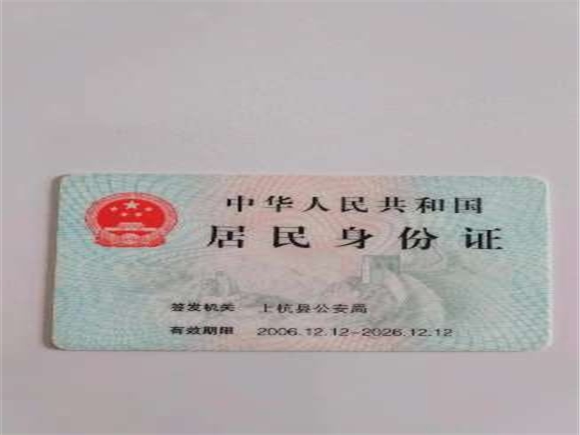 中华人民共和国
居民身份证
签发机关 上杭县公安局
有效期限 2006.12.12-2026.12.12